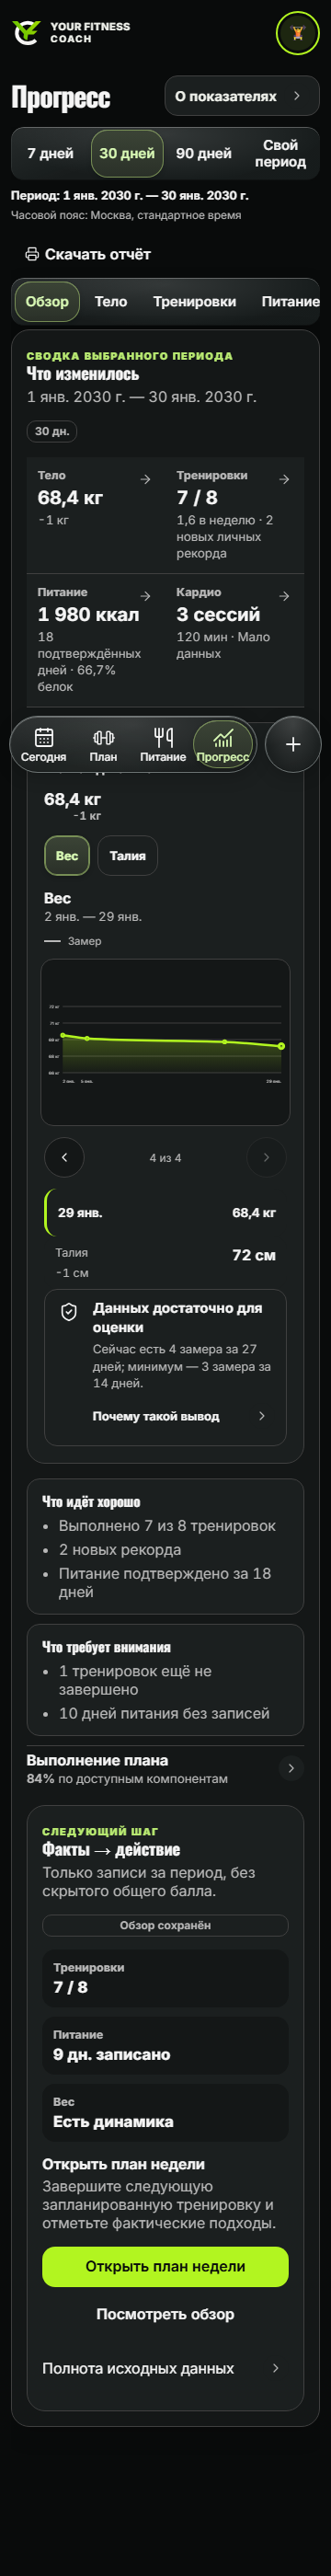 YOUR FITNESS
COACH
Прогресс
О показателях
7 дней
30 дней
90 дней
Свой
период
Период: 1 янв. 2030 г. — 30 янв. 2030 г.
Часовой пояс: Москва, стандартное время
Скачать отчёт
Обзор
Тело
Тренировки
Питание
СВОДКА ВЫБРАННОГО ПЕРИОДА
Что изменилось
1 янв. 2030 г. — 30 янв. 2030 г.
30 дн.
Тело
68,4 кг
-1 кг
Тренировки
7 / 8
1,6 в неделю · 2
новых личных
рекорда
Питание
1 980 ккал
18
подтверждённых
дней · 66,7%
белок
Кардио
3 сессий
120 мин · Мало
данных
Сегодня
План
Питание
Прогресс
68,4 кг
-1 кг
Вес
Талия
Вес
2 янв. — 29 янв.
Замер
2 янв.
5 янв.
29 янв.
4 из 4
29 янв.
68,4 кг
Талия
72 см
-1 см
Данных достаточно для
оценки
Сейчас есть 4 замера за 27
дней; минимум — 3 замера за
14 дней.
Почему такой вывод
Что идёт хорошо
• Выполнено 7 из 8 тренировок
• 2 новых рекорда
• Питание подтверждено за 18
дней
Что требует внимания
• 1 тренировок ещё не
завершено
• 10 дней питания без записей
Выполнение плана
84% по доступным компонентам
СЛЕДУЮЩИЙ ШАГ
Факты → действие
Только записи за период, без
скрытого общего балла.
Обзор сохранён
Тренировки
7 / 8
Питание
9 дн. записано
Вес
Есть динамика
Открыть план недели
Завершите следующую
запланированную тренировку и
отметьте фактические подходы.
Открыть план недели
Посмотреть обзор
Полнота исходных данных